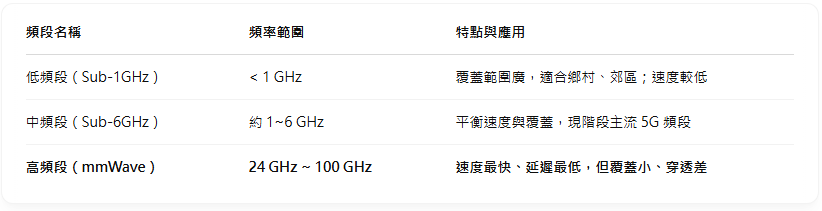 頻段名稱 頻率範圍 特點與應用
低頻段（Sub-1GHz） < 1 GHz 覆蓋範圍廣，適合鄉村、郊區；速度較低
中頻段（Sub-6GHz） 約 1~6 GHz 平衡速度與覆蓋，現階段主流 5G 頻段
高頻段（mmWave） 24 GHz ~ 100 GHz 速度最快、延遲最低，但覆蓋小、穿透差